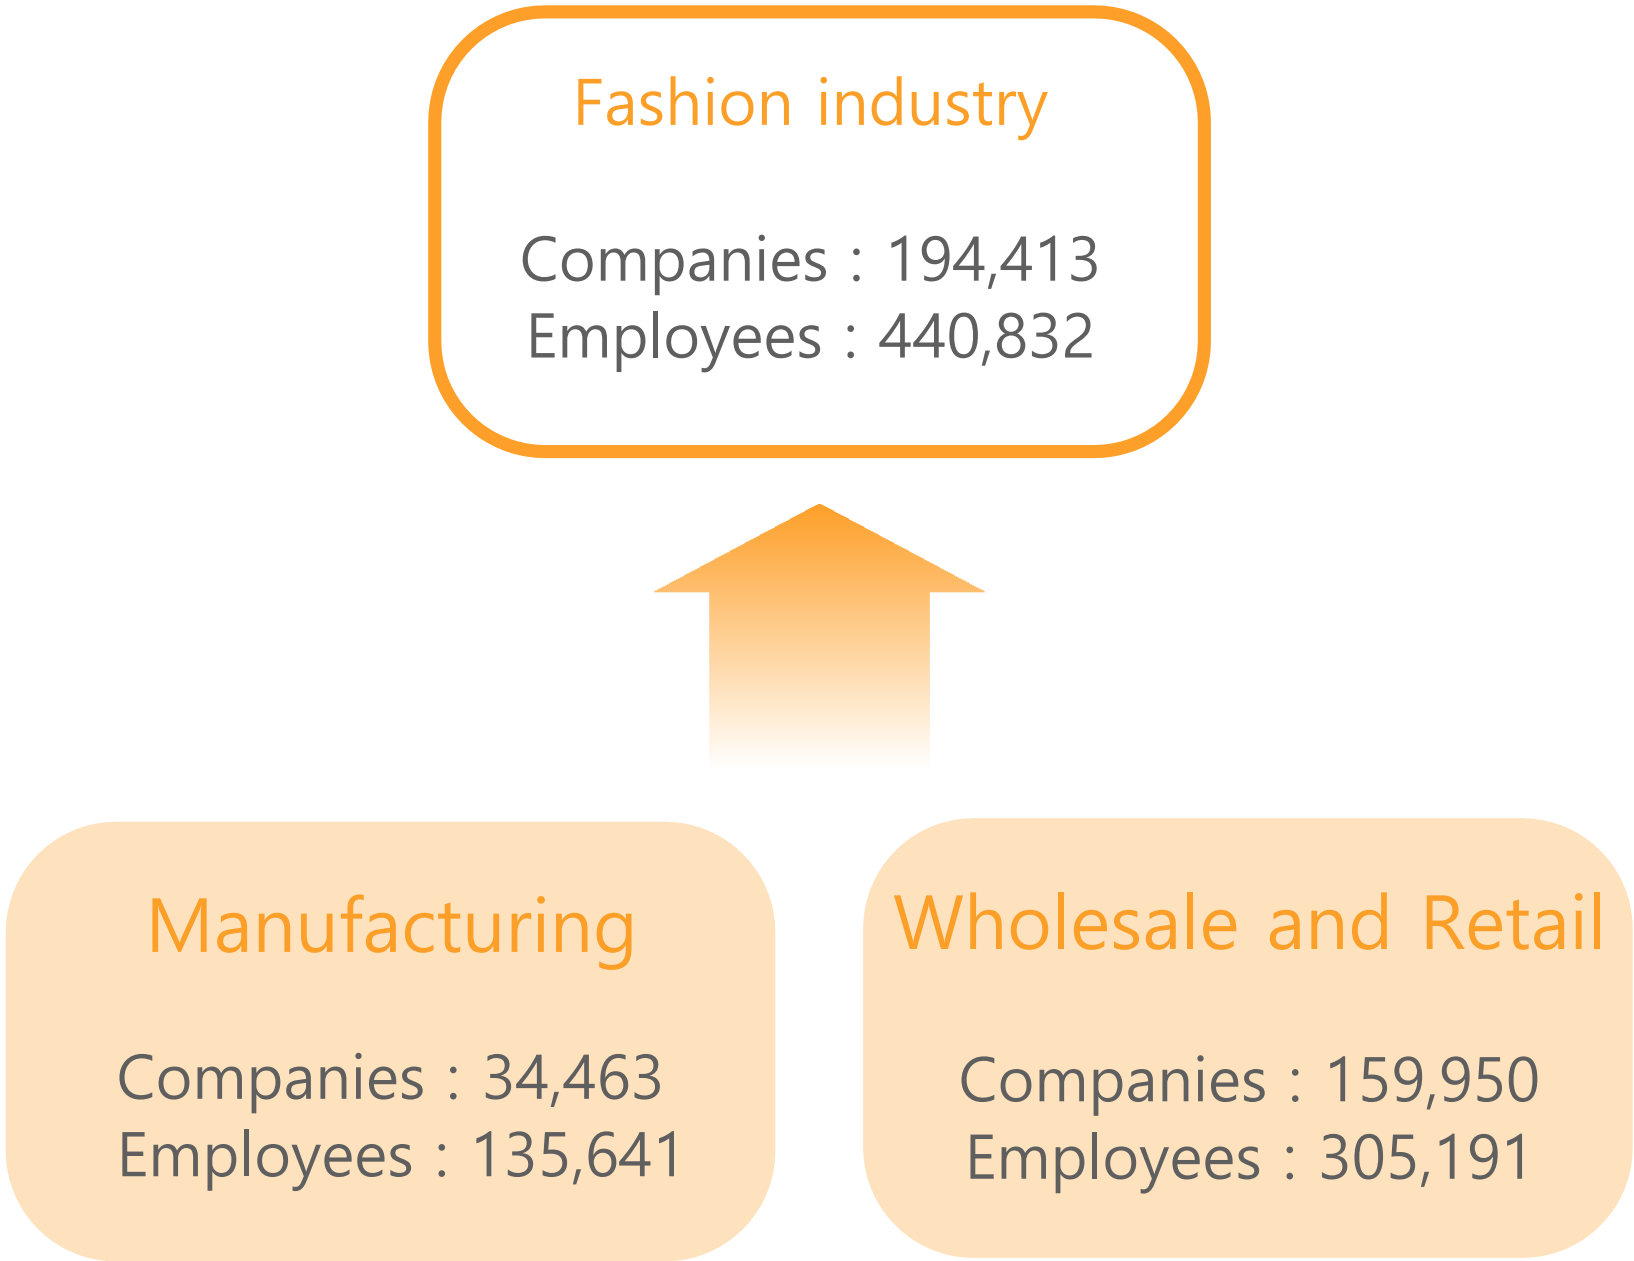 Fashion industry
Companies : 194,413
Employees : 440,832
Manufacturing
Companies : 34,463
Employees : 135,641
Wholesale and Retail
Companies : 159,950
Employees : 305,191